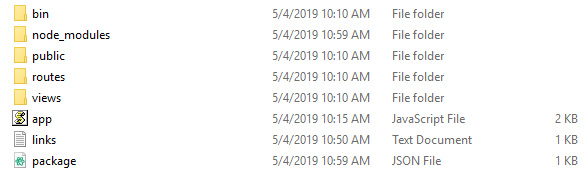 bin 5/4/2019 10:10 AM File folder
node_modules 5/4/2019 10:59 AM File folder
public 5/4/2019 10:10 AM File folder
routes 5/4/2019 10:10 AM File folder
views 5/4/2019 10:10 AM File folder
app 5/4/2019 10:15 AM JavaScript File 2 KB
links 5/4/2019 10:50 AM Text Document 1 KB
package 5/4/2019 10:59 AM JSON File 1 KB